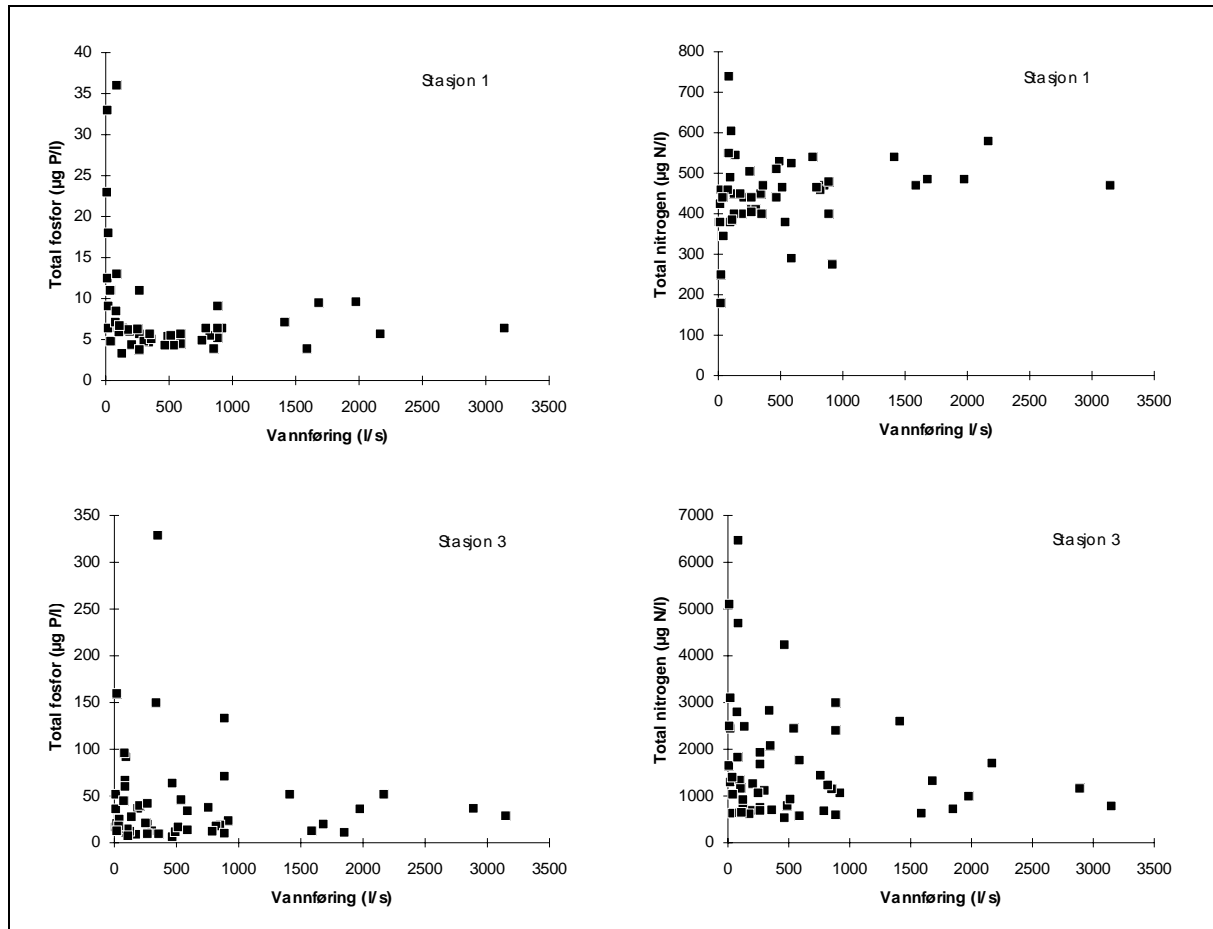 Stasjon 1
Total fosfor (µg P/l)
40
35
30
25
20
15
10
5
0
0 500 1000 1500 2000 2500 3000 3500
Vannføring (l/s)
Stasjon 1
Total nitrogen (µg N/l)
800
700
600
500
400
300
200
100
0
0 500 1000 1500 2000 2500 3000 3500
Vannføring l/s)
Stasjon 3
Total fosfor (µg P/l)
350
300
250
200
150
100
50
0
0 500 1000 1500 2000 2500 3000 3500
Vannføring (l/s)
Stasjon 3
Total nitrogen (µg N/l)
7000
6000
5000
4000
3000
2000
1000
0
0 500 1000 1500 2000 2500 3000 3500
Vannføring (l/s)